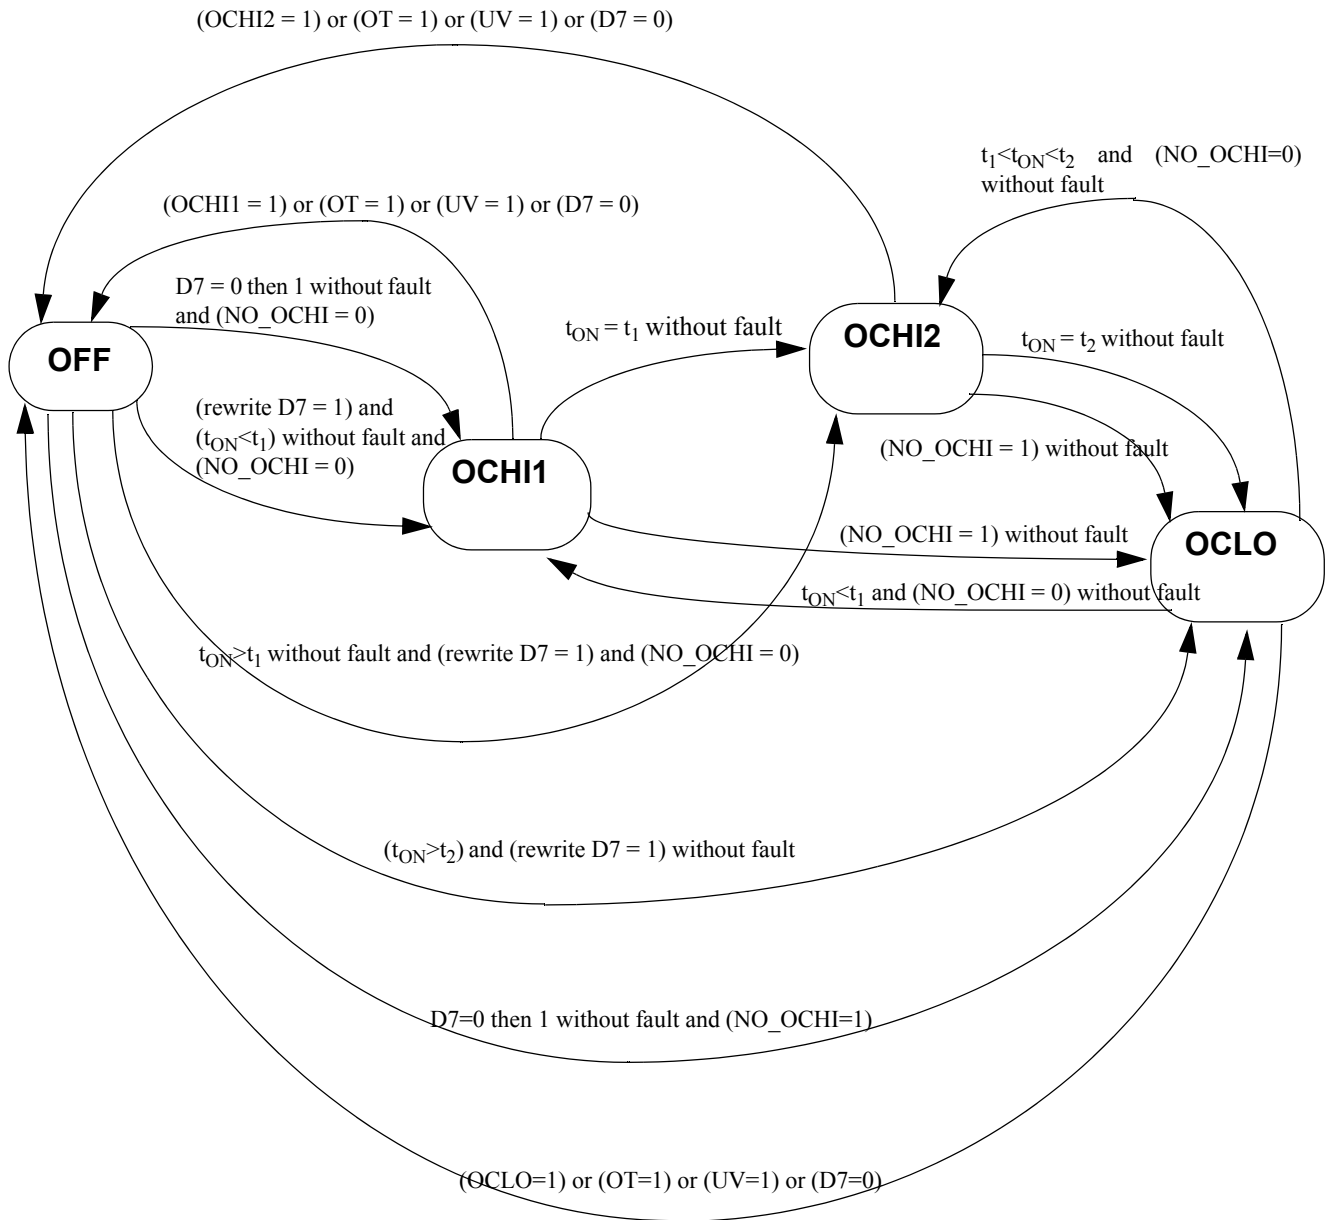 (OCHI2 = 1) or (OT = 1) or (UV = 1) or (D7 = 0)
t1<tON<t2 and (NO_OCHI=0)
without fault
(OCHI1 = 1) or (OT = 1) or (UV = 1) or (D7 = 0)
D7 = 0 then 1 without fault
and (NO_OCHI = 0)
tON = t1 without fault
OCHI2
tON = t2 without fault
OFF
(rewrite D7 = 1) and
(tON<t1) without fault and
(NO_OCHI = 0)
(NO_OCHI = 1) without fault
OCHI1
(NO_OCHI = 1) without fault
OCLO
tON<t1 and (NO_OCHI = 0) without fault
tON>t1 without fault and (rewrite D7 = 1) and (NO_OCHI = 0)
(tON>t2) and (rewrite D7 = 1) without fault
D7=0 then 1 without fault and (NO_OCHI=1)
(OCLO=1) or (OT=1) or (UV=1) or (D7=0)